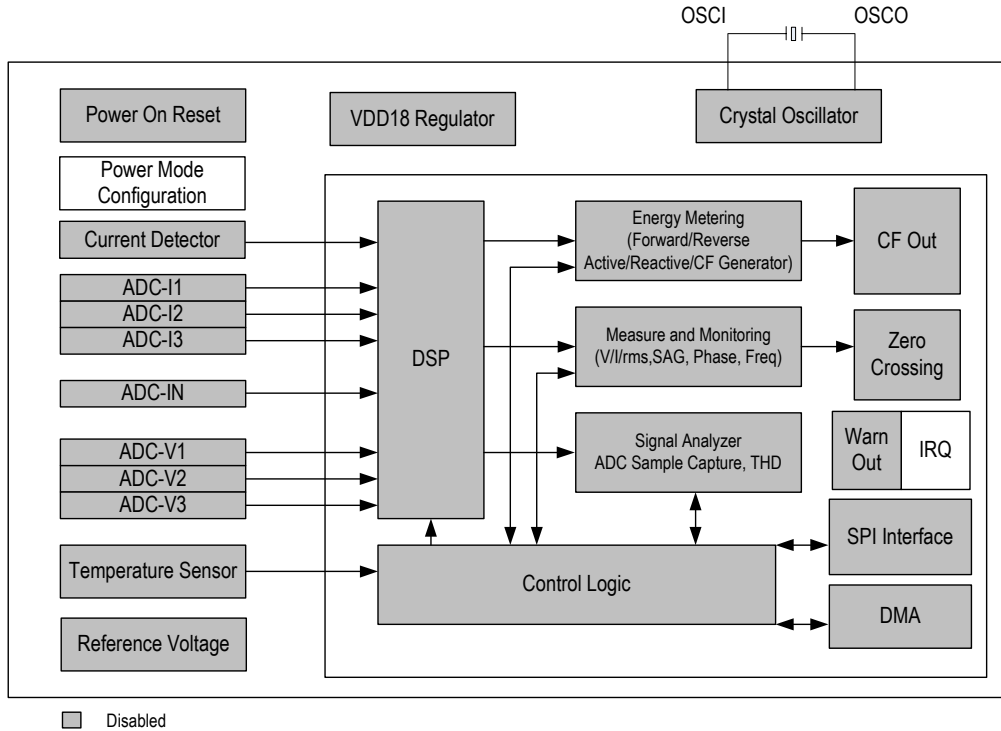 OSCI
OSCO
Power On Reset
VDD18 Regulator
Crystal Oscillator
Power Mode
Configuration
Current Detector
ADC-I1
ADC-I2
ADC-I3
ADC-IN
ADC-V1
ADC-V2
ADC-V3
Temperature Sensor
Reference Voltage
DSP
Energy Metering
(Forward/Reverse
Active/Reactive/CF Generator)
CF Out
Measure and Monitoring
(V/I/rms,SAG, Phase, Freq)
Zero
Crossing
Signal Analyzer
ADC Sample Capture, THD
Warn
Out
IRQ
Control Logic
SPI Interface
DMA
Disabled